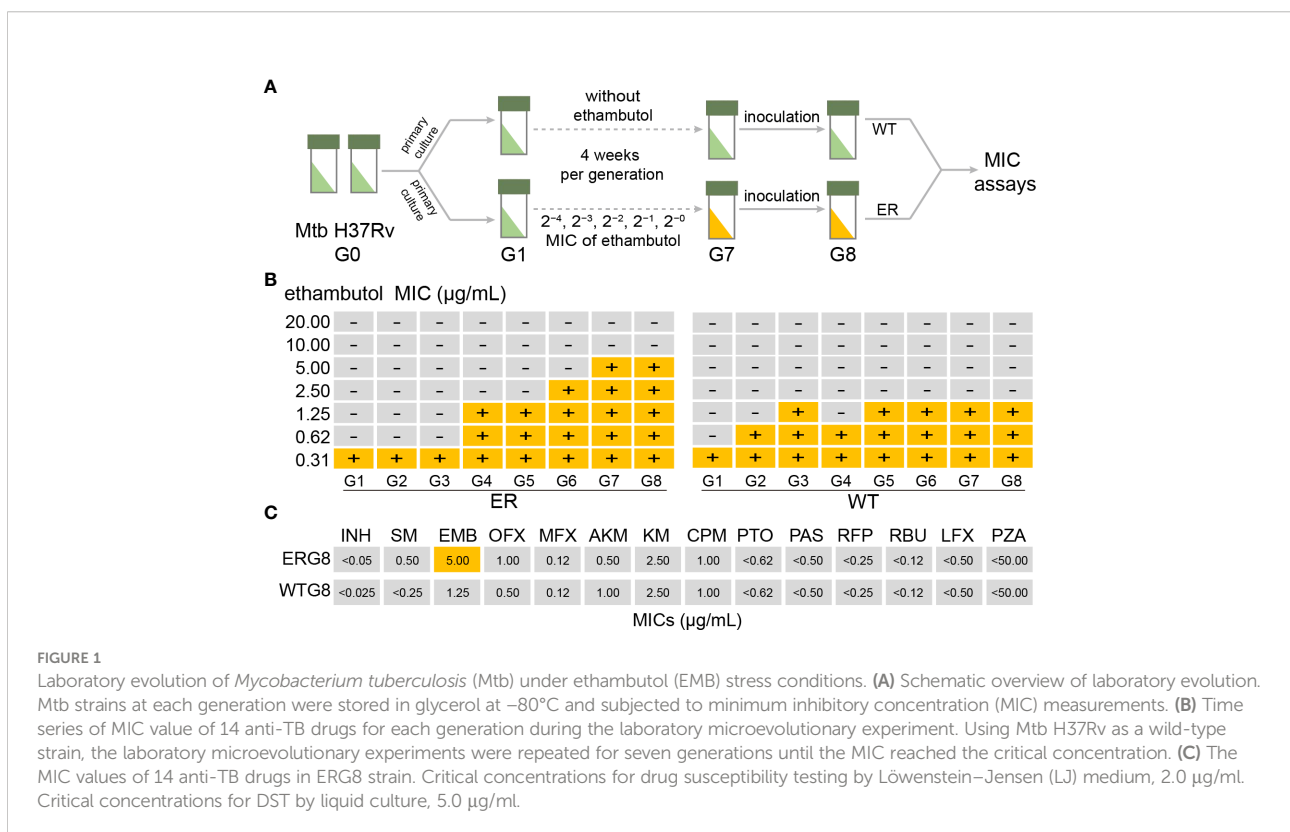 A
primary culture
primary culture
without
ethambutol
4 weeks
per generation
2⁻⁴, 2⁻³, 2⁻², 2⁻¹, 2⁻⁰
MIC of ethambutol
inoculation
inoculation
WT
ER
MIC
assays
Mtb H37Rv
G0
G1
G7
G8
B
ethambutol MIC (µg/mL)
20.00 – – – – – – – – – – – – – – – –
10.00 – – – – – – – – – – – – – – – –
5.00 – – – – – – + + – – – – – – – –
2.50 – – – – – + + + – – – – – – – –
1.25 – – – + + + + + – – + – + + + +
0.62 – – – + + + + + – + + + + + + +
0.31 + + + + + + + + + + + + + + + +
G1 G2 G3 G4 G5 G6 G7 G8 G1 G2 G3 G4 G5 G6 G7 G8
ER WT
C
INH SM EMB OFX MFX AKM KM CPM PTO PAS RFP RBU LFX PZA
ERG8 <0.05 0.50 5.00 1.00 0.12 0.50 2.50 1.00 <0.62 <0.50 <0.25 <0.12 <0.50 <50.00
WTG8 <0.025 <0.25 1.25 0.50 0.12 1.00 2.50 1.00 <0.62 <0.50 <0.25 <0.12 <0.50 <50.00
MICs (µg/mL)
FIGURE 1
Laboratory evolution of Mycobacterium tuberculosis (Mtb) under ethambutol (EMB) stress conditions. (A) Schematic overview of laboratory evolution.
Mtb strains at each generation were stored in glycerol at –80°C and subjected to minimum inhibitory concentration (MIC) measurements. (B) Time
series of MIC value of 14 anti-TB drugs for each generation during the laboratory microevolutionary experiment. Using Mtb H37Rv as a wild-type
strain, the laboratory microevolutionary experiments were repeated for seven generations until the MIC reached the critical concentration. (C) The
MIC values of 14 anti-TB drugs in ERG8 strain. Critical concentrations for drug susceptibility testing by Löwenstein–Jensen (LJ) medium, 2.0 µg/ml.
Critical concentrations for DST by liquid culture, 5.0 µg/ml.